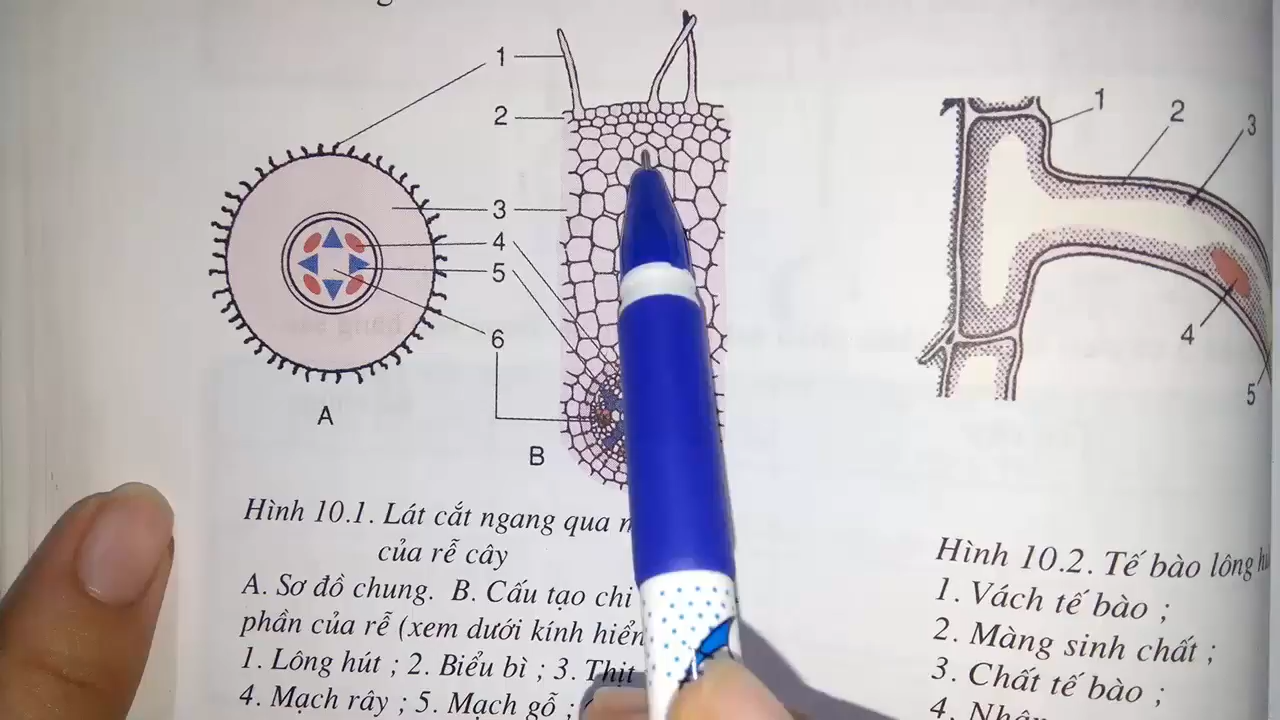 1
2
3
4
5
6
A
B
Hình 10.1. Lát cắt ngang qua
của rễ cây
A. Sơ đồ chung. B. Cấu tạo chi
phần của rễ (xem dưới kính hiển
1. Lông hút ; 2. Biểu bì ; 3. Thịt
4. Mạch rây ; 5. Mạch gỗ ;
1
2
3
4
5
Hình 10.2. Tế bào lông
1. Vách tế bào ;
2. Màng sinh chất ;
3. Chất tế bào ;
4. Nhân